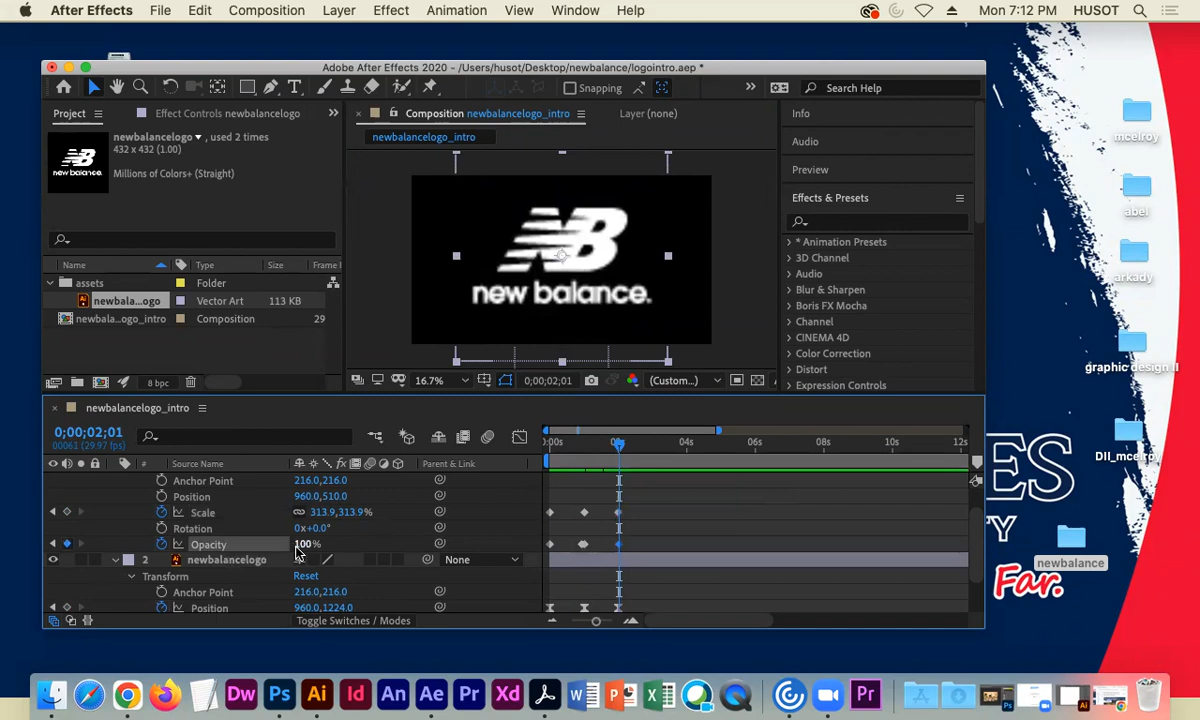 After Effects File Edit Composition Layer Effect Animation View Window Help Mon 7:12 PM HUSOT
Adobe After Effects 2020 - /Users/husot/Desktop/newbalance/logointro.aep *
Snapping Search Help
Project Effect Controls newbalancelogo
Composition newbalancelogo_intro Layer (none)
Info
newbalancelogo , used 2 times
432 x 432 (1.00)
Millions of Colors+ (Straight)
newbalancelogo_intro
Audio
Preview
Effects & Presets
NB
new balance.
NB
new balance.
Name Type Size Frame I
assets Folder
newbala...ogo Vector Art 113 KB
newbala...ogo_intro Composition 29
* Animation Presets
3D Channel
Audio
Blur & Sharpen
Boris FX Mocha
Channel
CINEMA 4D
Color Correction
Distort
Expression Controls
8 bpc
16.7% 0;00;02;01 (Custom...)
newbalancelogo_intro
0;00;02;01
00061 (29.97 fps)
0:00s 04s 06s 08s 10s 12s
# Source Name fx Parent & Link
Anchor Point 216.0,216.0
Position 960.0,510.0
Scale 313.9,313.9%
Rotation 0x+0.0°
Opacity 100%
2 newbalancelogo None
Transform Reset
Anchor Point 216.0,216.0
Position 960.0,1224.0
Toggle Switches / Modes
mcelroy
abel
arkady
graphic design II
DII_mcelroy
newbalance
ES
Y
Far.
Dw Ps Ai Id An Ae Pr Xd W P X Pr